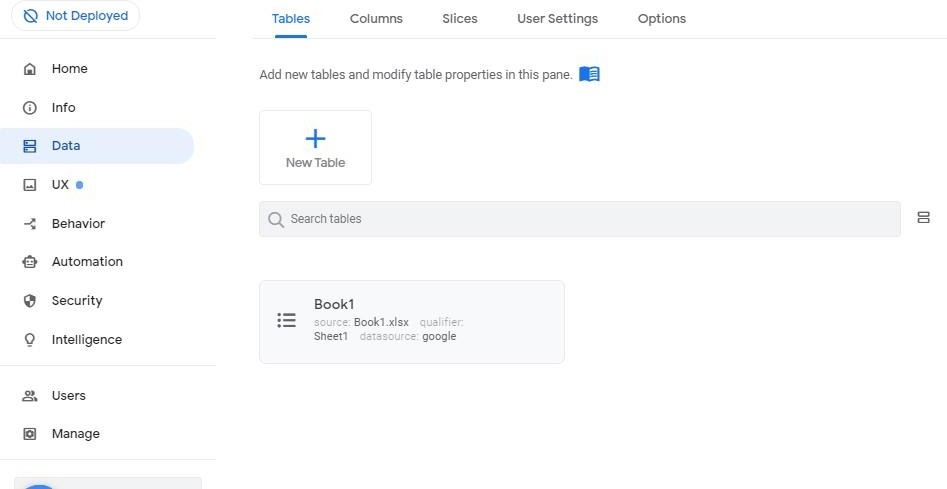 Not Deployed
Tables Columns Slices User Settings Options
Home
Info
Data
UX
Behavior
Automation
Security
Intelligence
Users
Manage
Add new tables and modify table properties in this pane.
New Table
Search tables
Book1
source: Book1.xlsx qualifier:
Sheet1 datasource: google